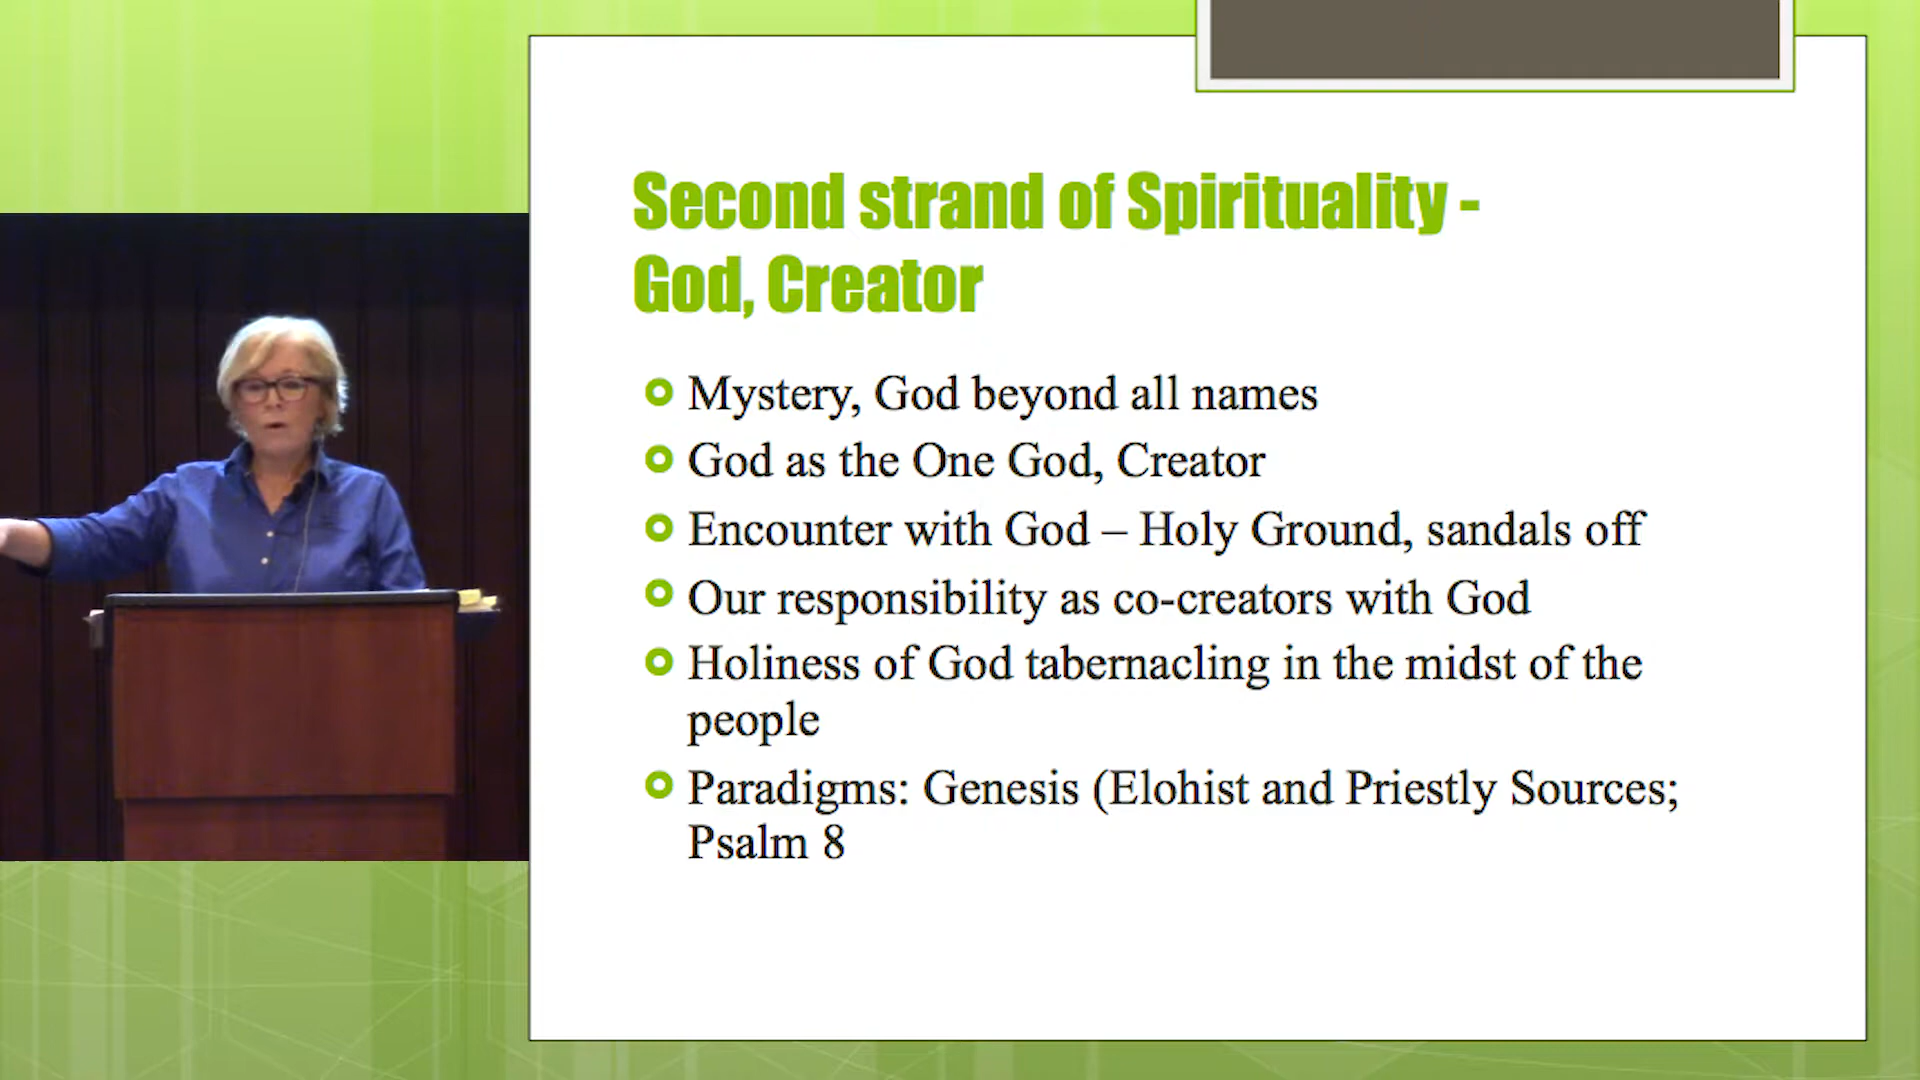 Second strand of Spirituality -
God, Creator
Mystery, God beyond all names
God as the One God, Creator
Encounter with God – Holy Ground, sandals off
Our responsibility as co-creators with God
Holiness of God tabernacling in the midst of the
people
Paradigms: Genesis (Elohist and Priestly Sources;
Psalm 8